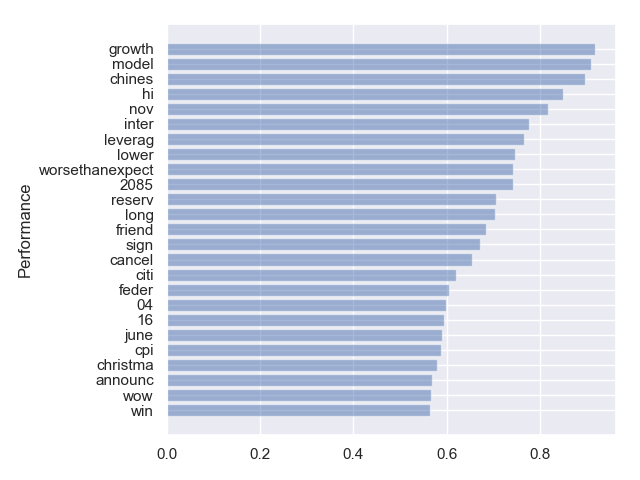 growth
model
chines
hi
nov
inter
leverag
lower
worsethanexpect
2085
reserv
long
friend
sign
cancel
citi
feder
04
16
june
cpi
christma
announc
wow
win
Performance
0.0 0.2 0.4 0.6 0.8